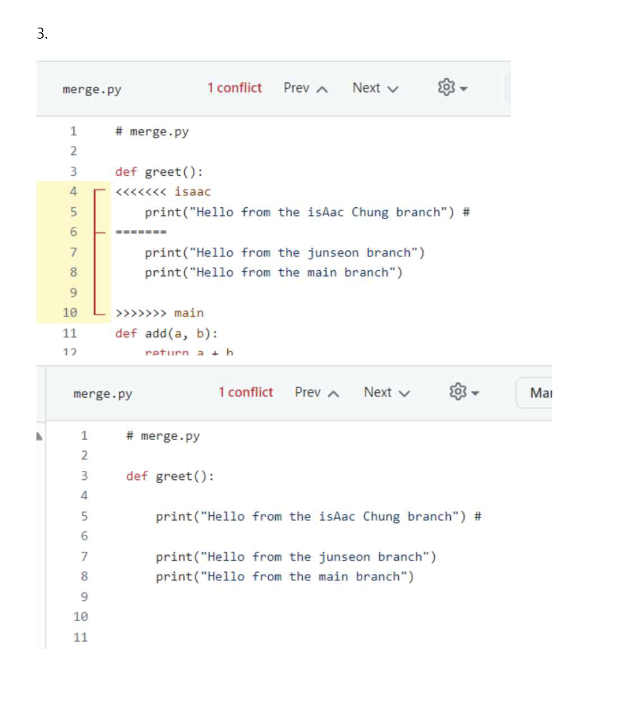 3.
merge.py 1 conflict Prev Next
1 # merge.py
2
3 def greet():
4 <<<<<<< isaac
5 print("Hello from the isAac Chung branch") #
6 =======
7 print("Hello from the junseon branch")
8 print("Hello from the main branch")
9
10 >>>>>>> main
11 def add(a, b):
12 return a + b
merge.py 1 conflict Prev Next Mar
1 # merge.py
2
3 def greet():
4
5 print("Hello from the isAac Chung branch") #
6
7 print("Hello from the junseon branch")
8 print("Hello from the main branch")
9
10
11